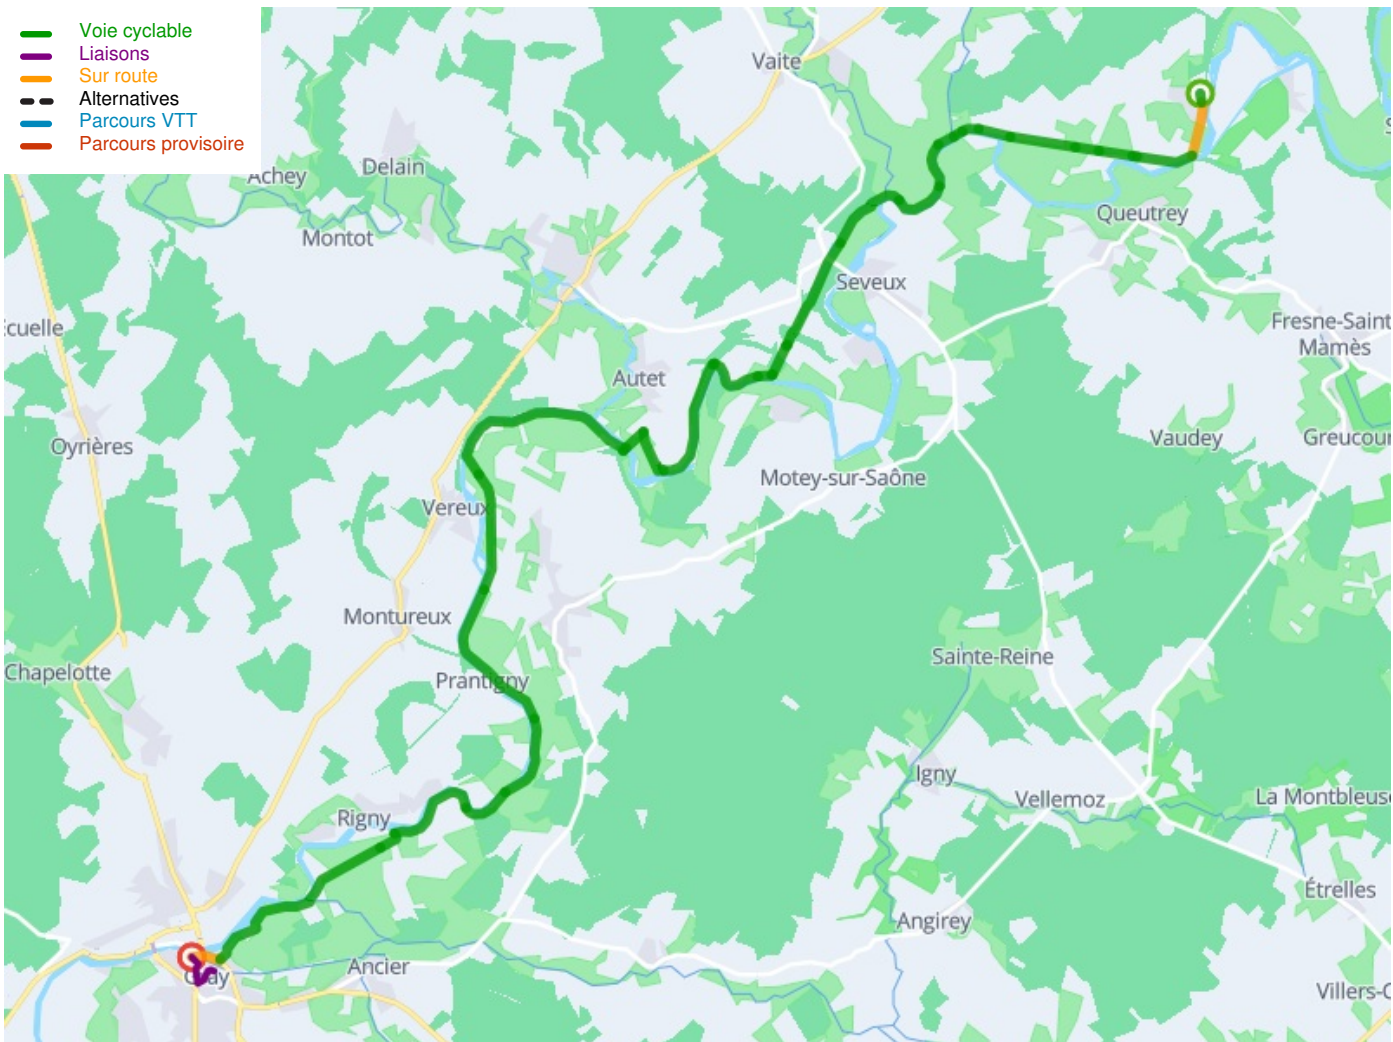 Voie cyclable
Liaisons
Sur route
Alternatives
Parcours VTT
Parcours provisoire
Vaite
Achey
Delain
Montot
Queutrey
Seveux
Fresne-Saint
Mamès
Autet
Oyrières
Vaudey
Greucour
Motey-sur-Saône
Vereux
Montureux
Sainte-Reine
Chapelotte
Prantigny
Igny
Vellemoz
La Montbleuse
Rigny
Étrelles
Angirey
Ancier
Gray
Villers-